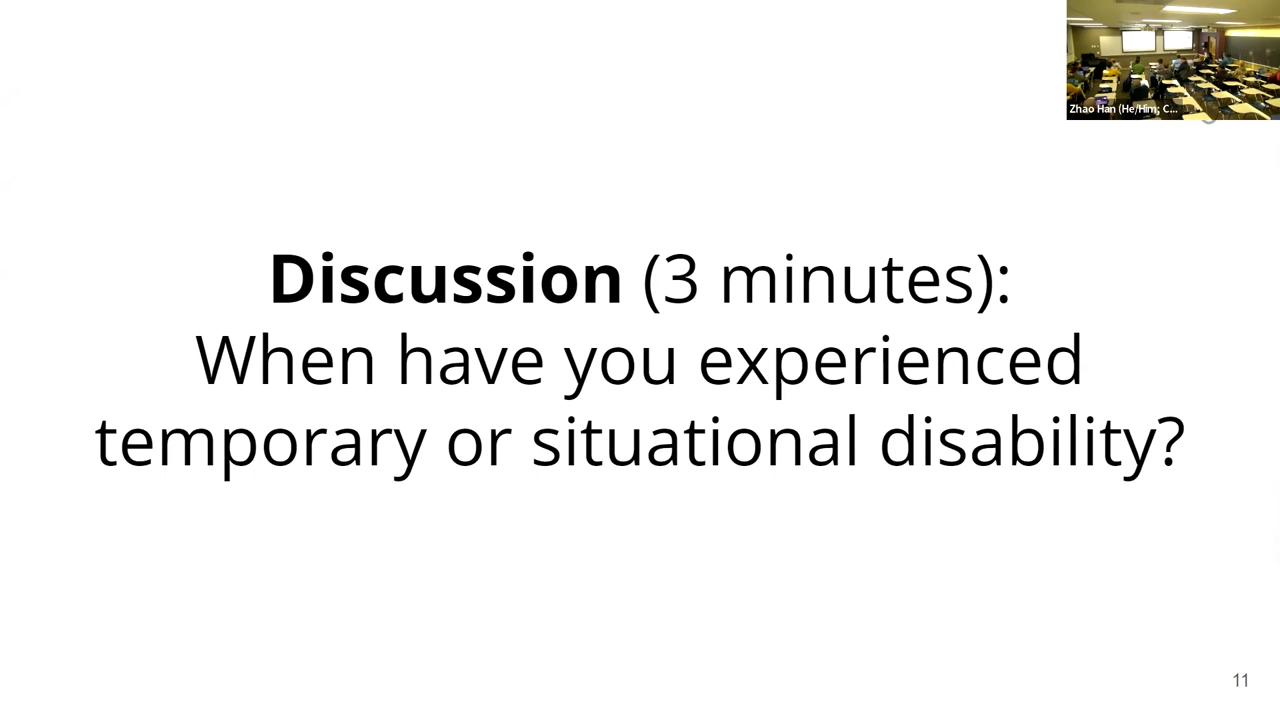 Zhao Han (He/Him; C...
Discussion (3 minutes):
When have you experienced
temporary or situational disability?
11